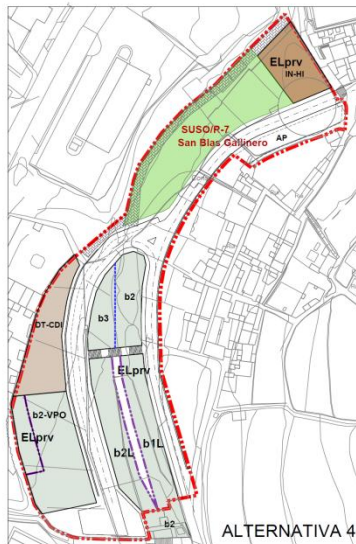 ELprv
IN-HI
SUSO/R-7
San Blas Gallinero
AP
b2
b3
DT-CDI
ELprv
b2-VPO
ELprv
b2L
b1L
b2
ALTERNATIVA 4